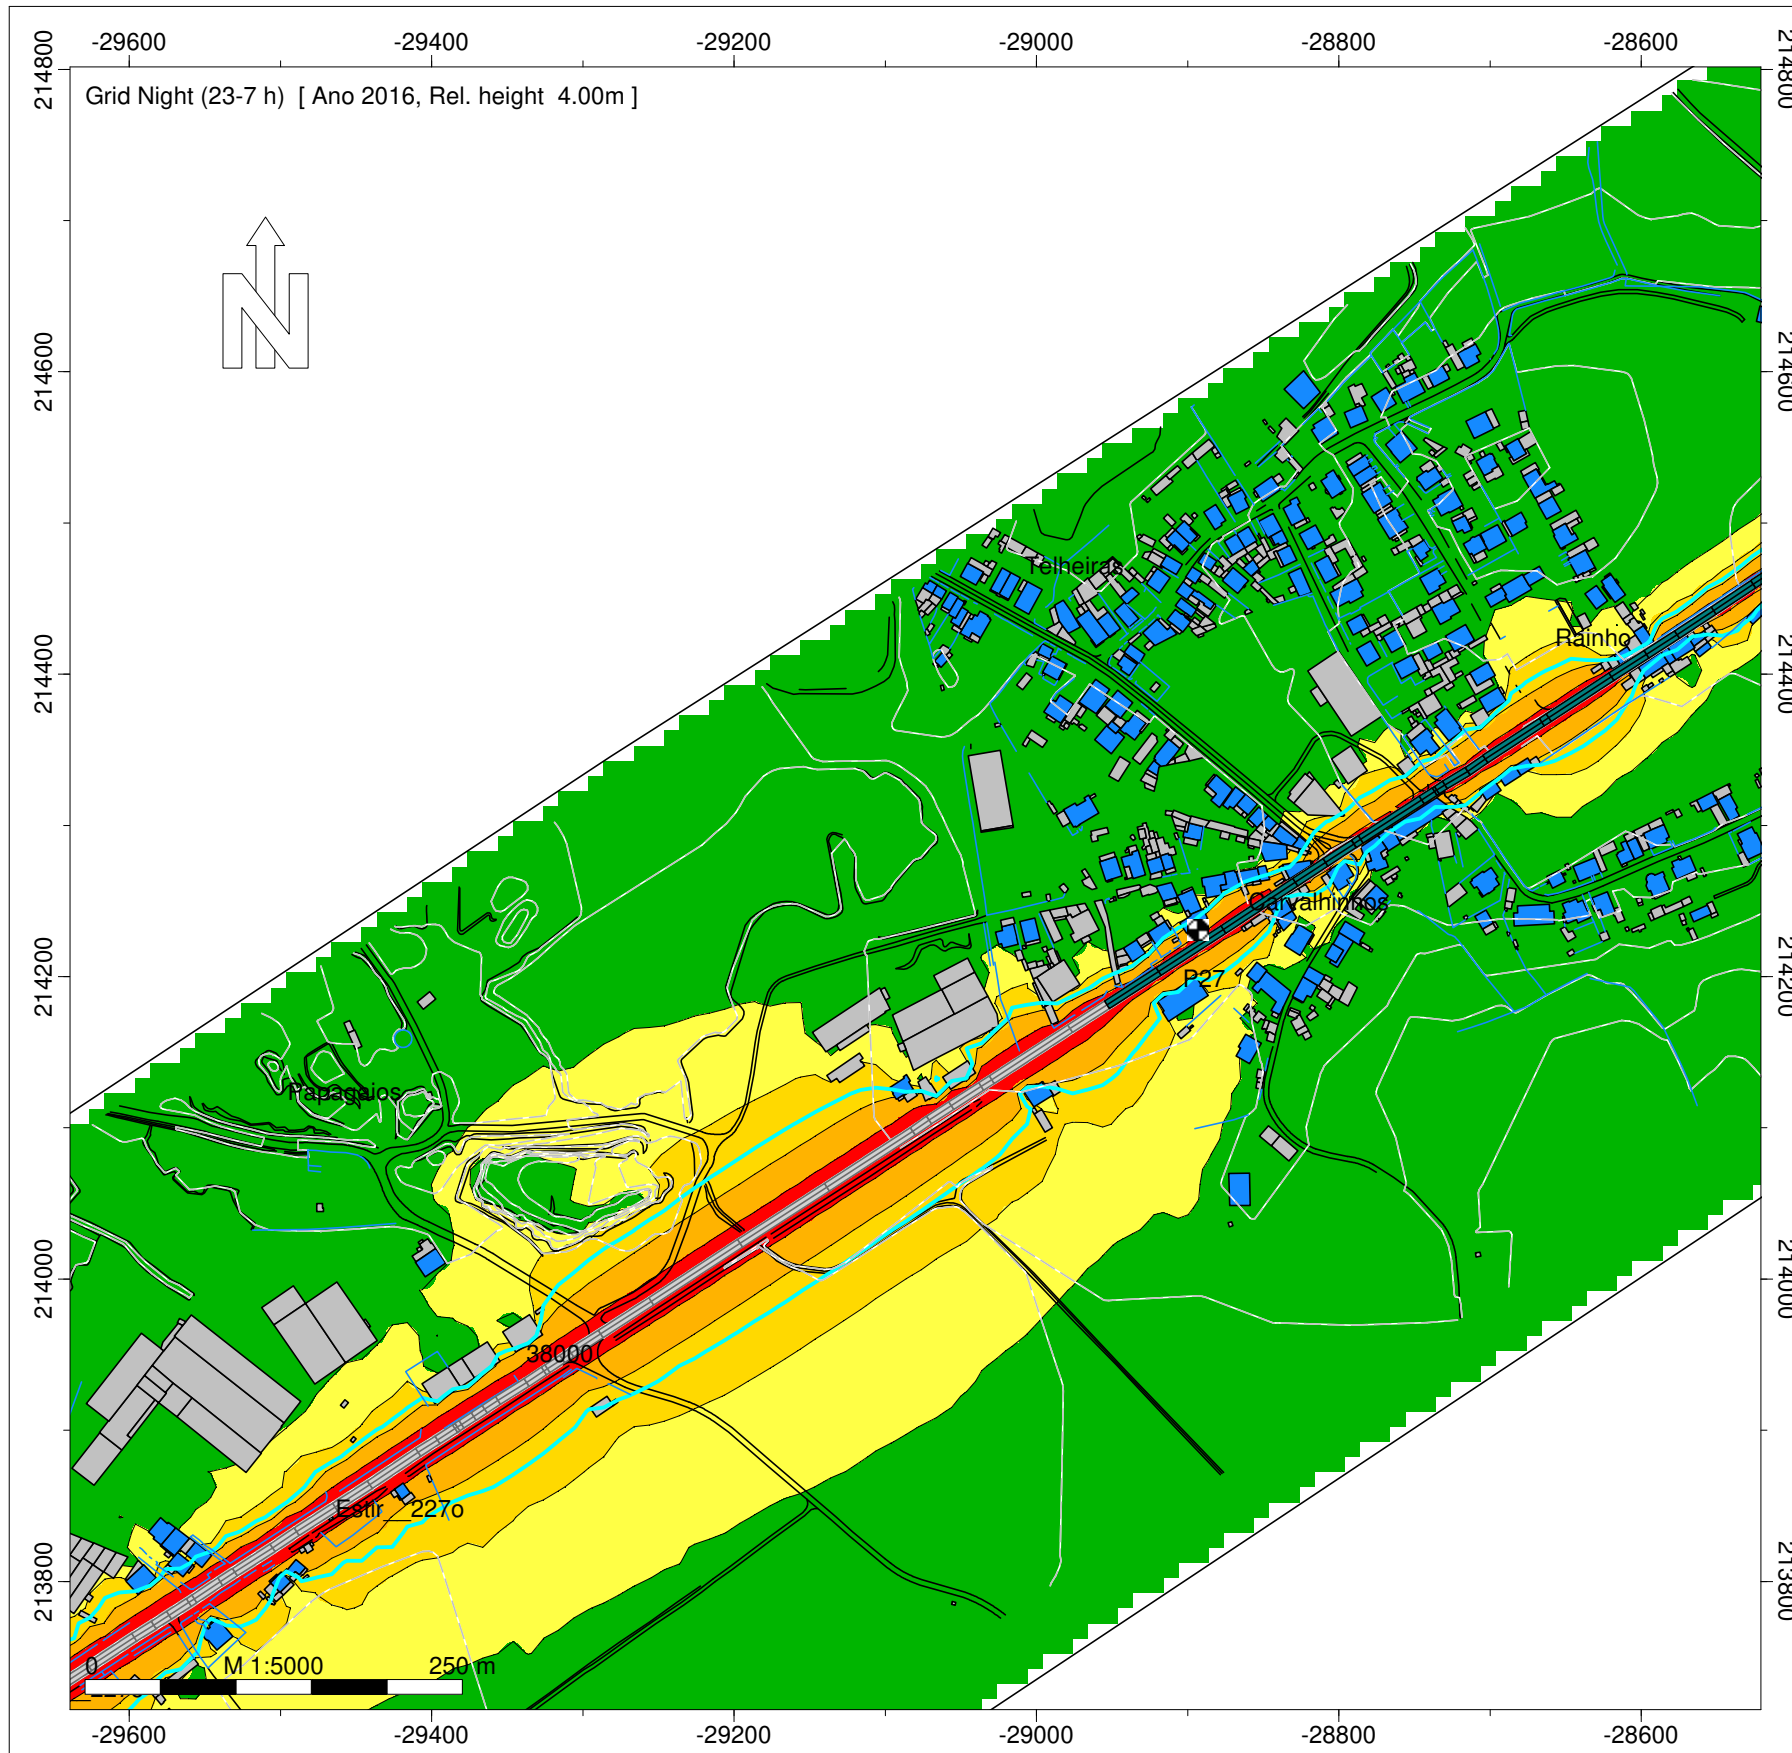 -29600 -29400 -29200 -29000 -28800 -28600
214800 214800
Grid Night (23-7 h) [ Ano 2016, Rel. height 4.00m ]
N
214600 214600
Telheiras
Rainho
214400 214400
Carvalhinhos
P27
214200 214200
Papagaios
214000 214000
38000
Estir__227o
213800 213800
0 M 1:5000 250 m
-29600 -29400 -29200 -29000 -28800 -28600